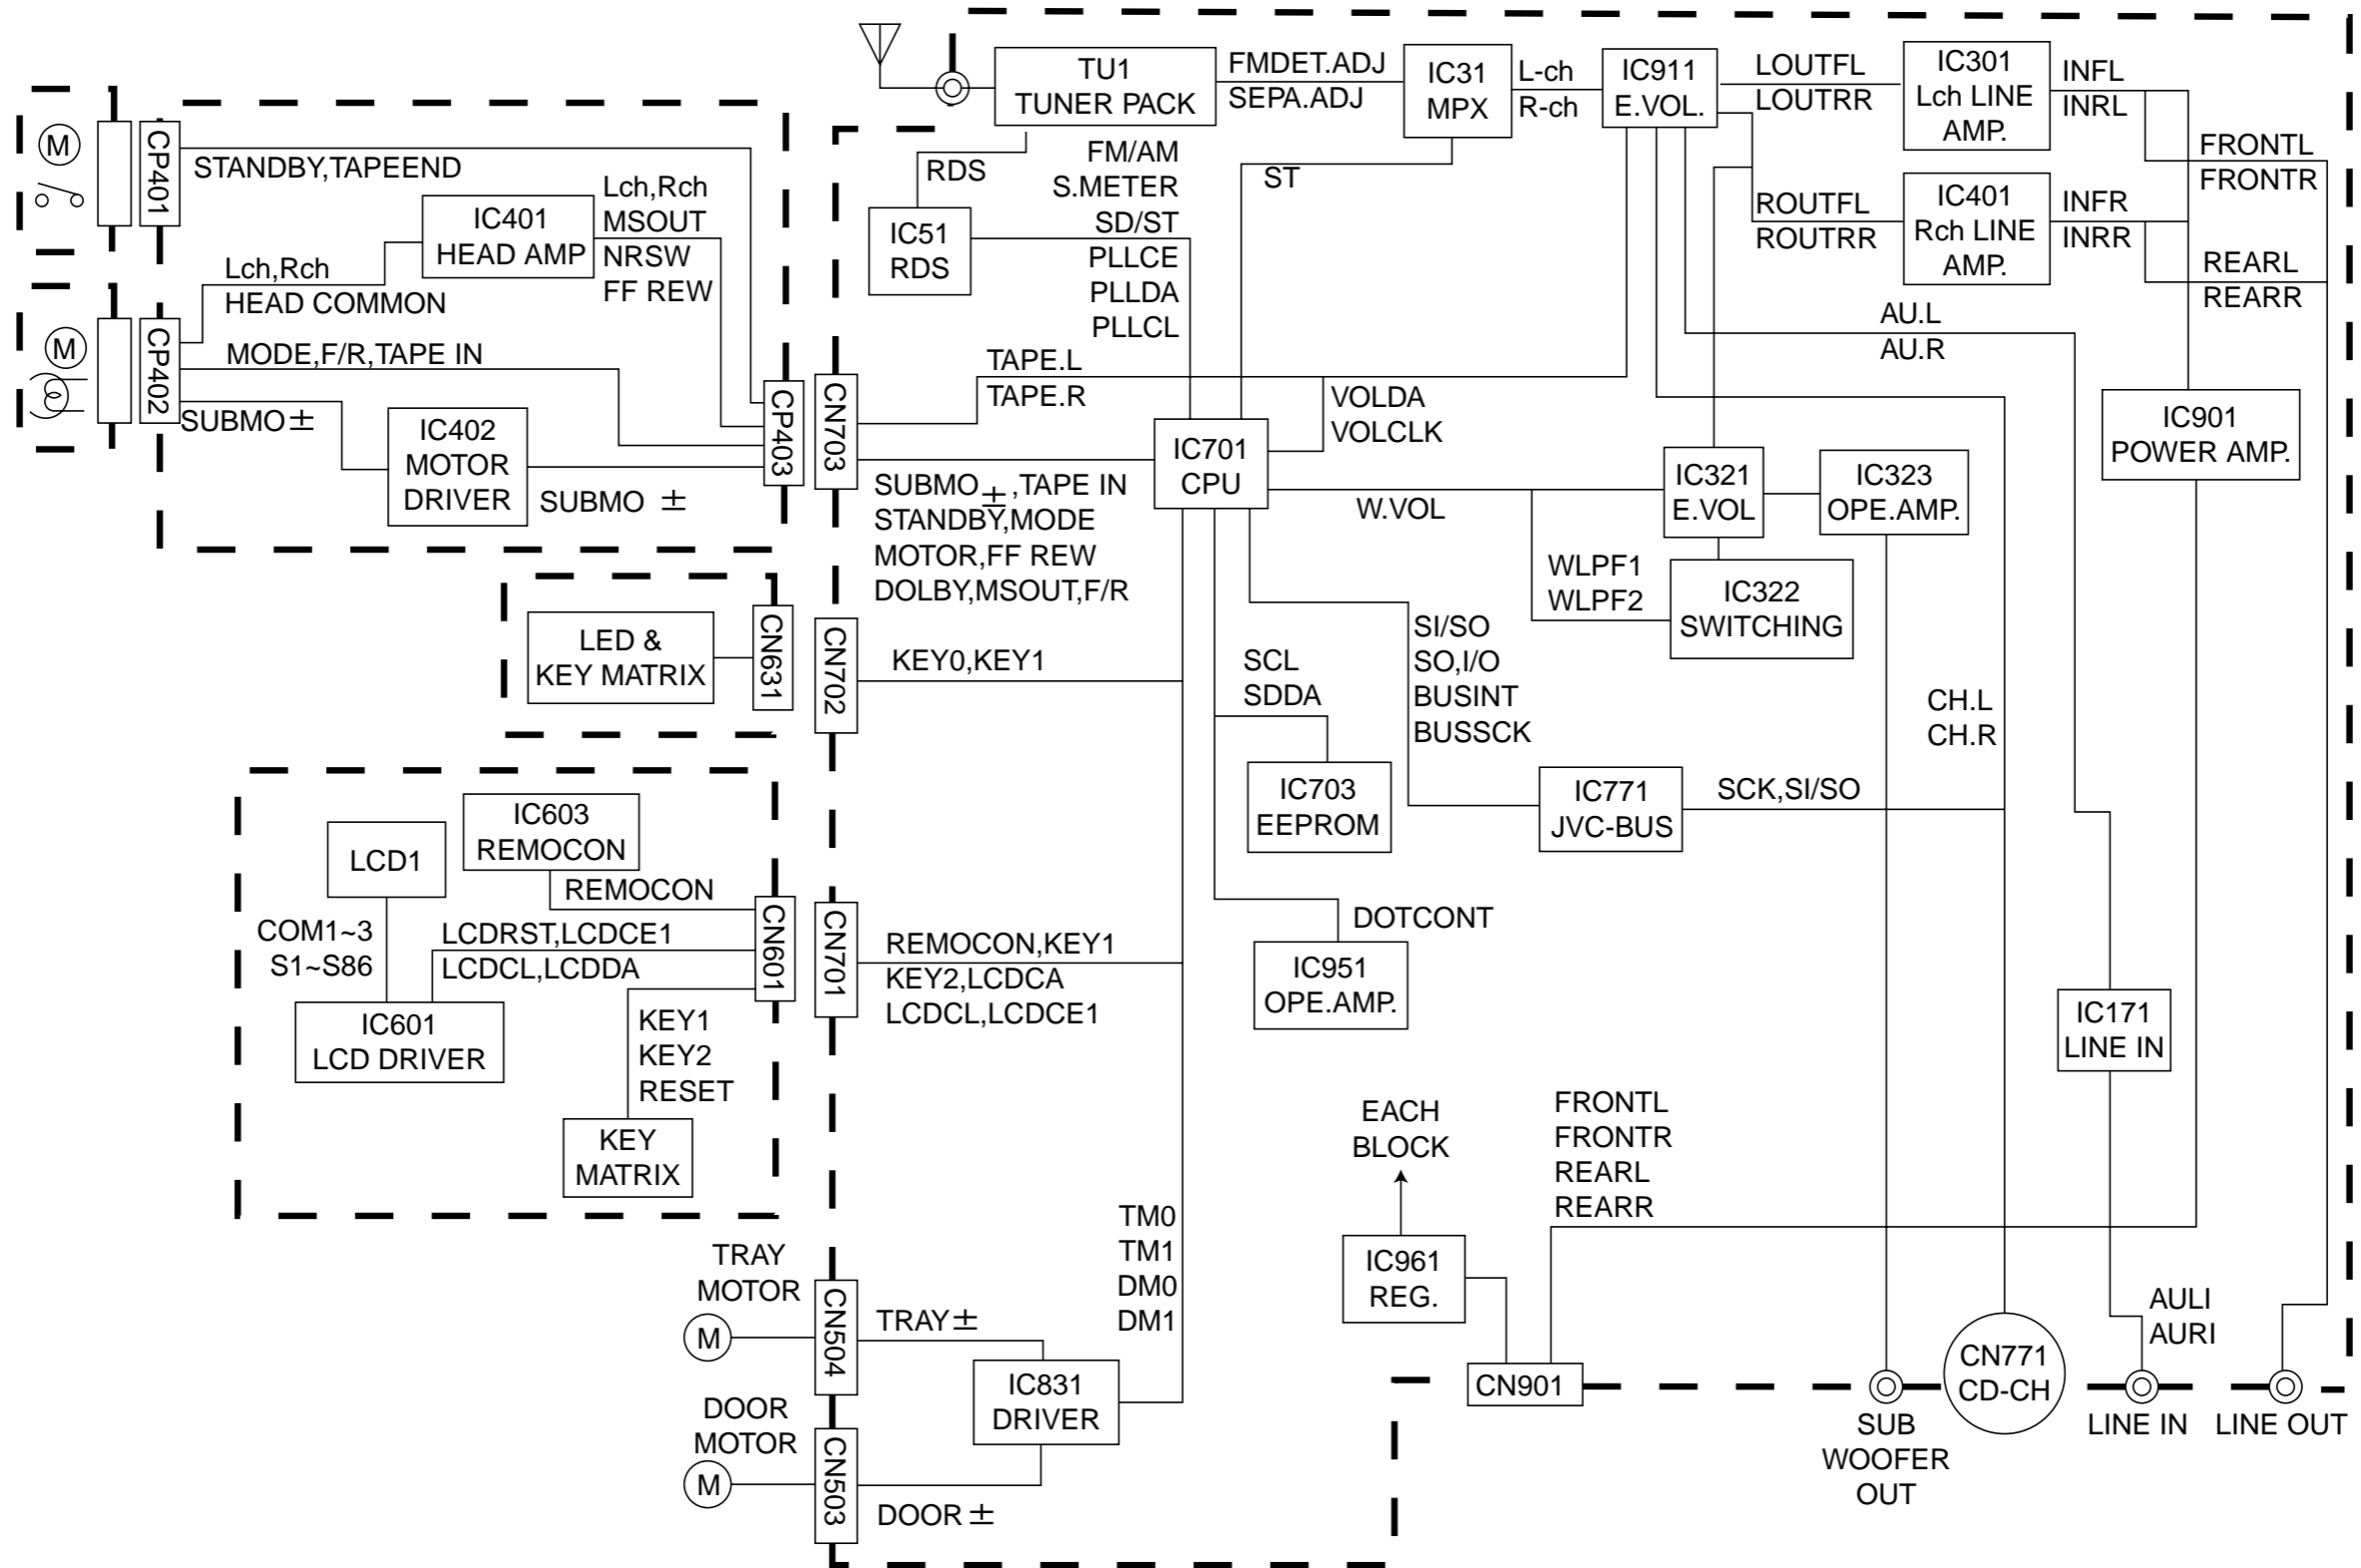 TU1
TUNER PACK
FMDET.ADJ
SEPA.ADJ
IC31
MPX
L-ch
R-ch
IC911
E.VOL.
LOUTFL
LOUTRR
IC301
Lch LINE
AMP.
INFL
INRL
FRONTL
FRONTR
M
CP401
STANDBY,TAPEEND
IC401
HEAD AMP
Lch,Rch
MSOUT
NRSW
FF REW
RDS
IC51
RDS
FM/AM
S.METER
SD/ST
PLLCE
PLLDA
PLLCL
ST
ROUTFL
ROUTRR
IC401
Rch LINE
AMP.
INFR
INRR
REARL
REARR
Lch,Rch
HEAD COMMON
M
CP402
MODE,F/R,TAPE IN
SUBMO±
IC402
MOTOR
DRIVER
SUBMO ±
CP403
CN703
TAPE.L
TAPE.R
VOLDA
VOLCLK
AU.L
AU.R
IC901
POWER AMP.
IC701
CPU
W.VOL
IC321
E.VOL
IC323
OPE.AMP.
SUBMO±,TAPE IN
STANDBY,MODE
MOTOR,FF REW
DOLBY,MSOUT,F/R
WLPF1
WLPF2
IC322
SWITCHING
LED &
KEY MATRIX
CN631
CN702
KEY0,KEY1
SCL
SDDA
SI/SO
SO,I/O
BUSINT
BUSSCK
CH.L
CH.R
IC703
EEPROM
IC771
JVC-BUS
SCK,SI/SO
IC603
REMOCON
LCD1
REMOCON
COM1~3
S1~S86
LCDRST,LCDCE1
LCDCL,LCDDA
CN601
CN701
REMOCON,KEY1
KEY2,LCDCA
LCDCL,LCDCE1
DOTCONT
IC951
OPE.AMP.
IC601
LCD DRIVER
KEY1
KEY2
RESET
KEY
MATRIX
IC171
LINE IN
EACH
BLOCK
FRONTL
FRONTR
REARL
REARR
TM0
TM1
DM0
DM1
IC961
REG.
TRAY
MOTOR
M
CN504
TRAY±
AULI
AURI
IC831
DRIVER
CN901
CN771
CD-CH
DOOR
MOTOR
M
CN503
DOOR±
SUB
WOOFER
OUT
LINE IN
LINE OUT